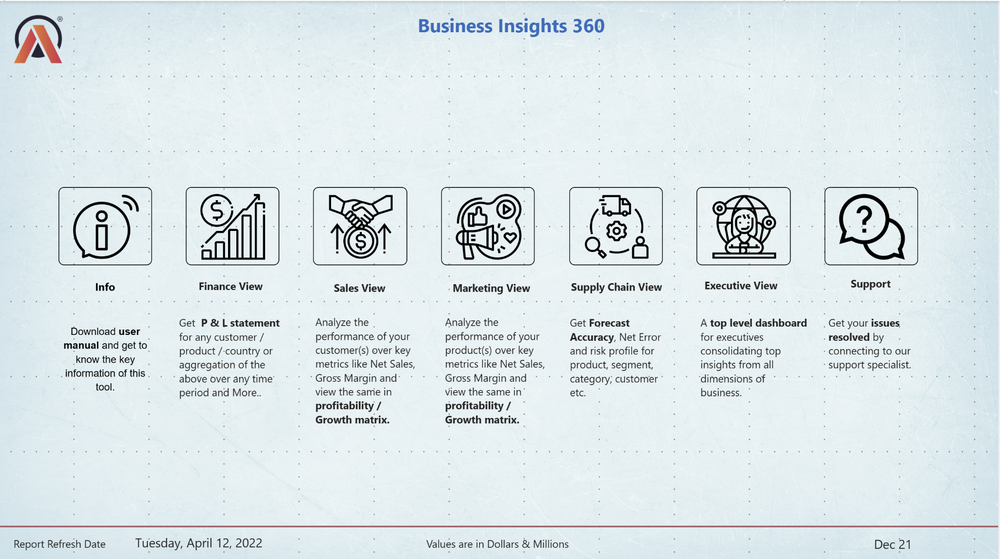 ®
Business Insights 360
Info
Download user
manual and get to
know the key
information of this
tool.
Finance View
Get P & L statement
for any customer /
product / country or
aggregation of the
above over any time
period and More..
Sales View
Analyze the
performance of your
customer(s) over key
metrics like Net Sales,
Gross Margin and
view the same in
profitability /
Growth matrix.
Marketing View
Analyze the
performance of your
product(s) over key
metrics like Net Sales,
Gross Margin and
view the same in
profitability /
Growth matrix.
Supply Chain View
Get Forecast
Accuracy, Net Error
and risk profile for
product, segment,
category, customer
etc.
Executive View
A top level dashboard
for executives
consolidating top
insights from all
dimensions of
business.
Support
Get your issues
resolved by
connecting to our
support specialist.
Report Refresh Date
Tuesday, April 12, 2022
Values are in Dollars & Millions
Dec 21